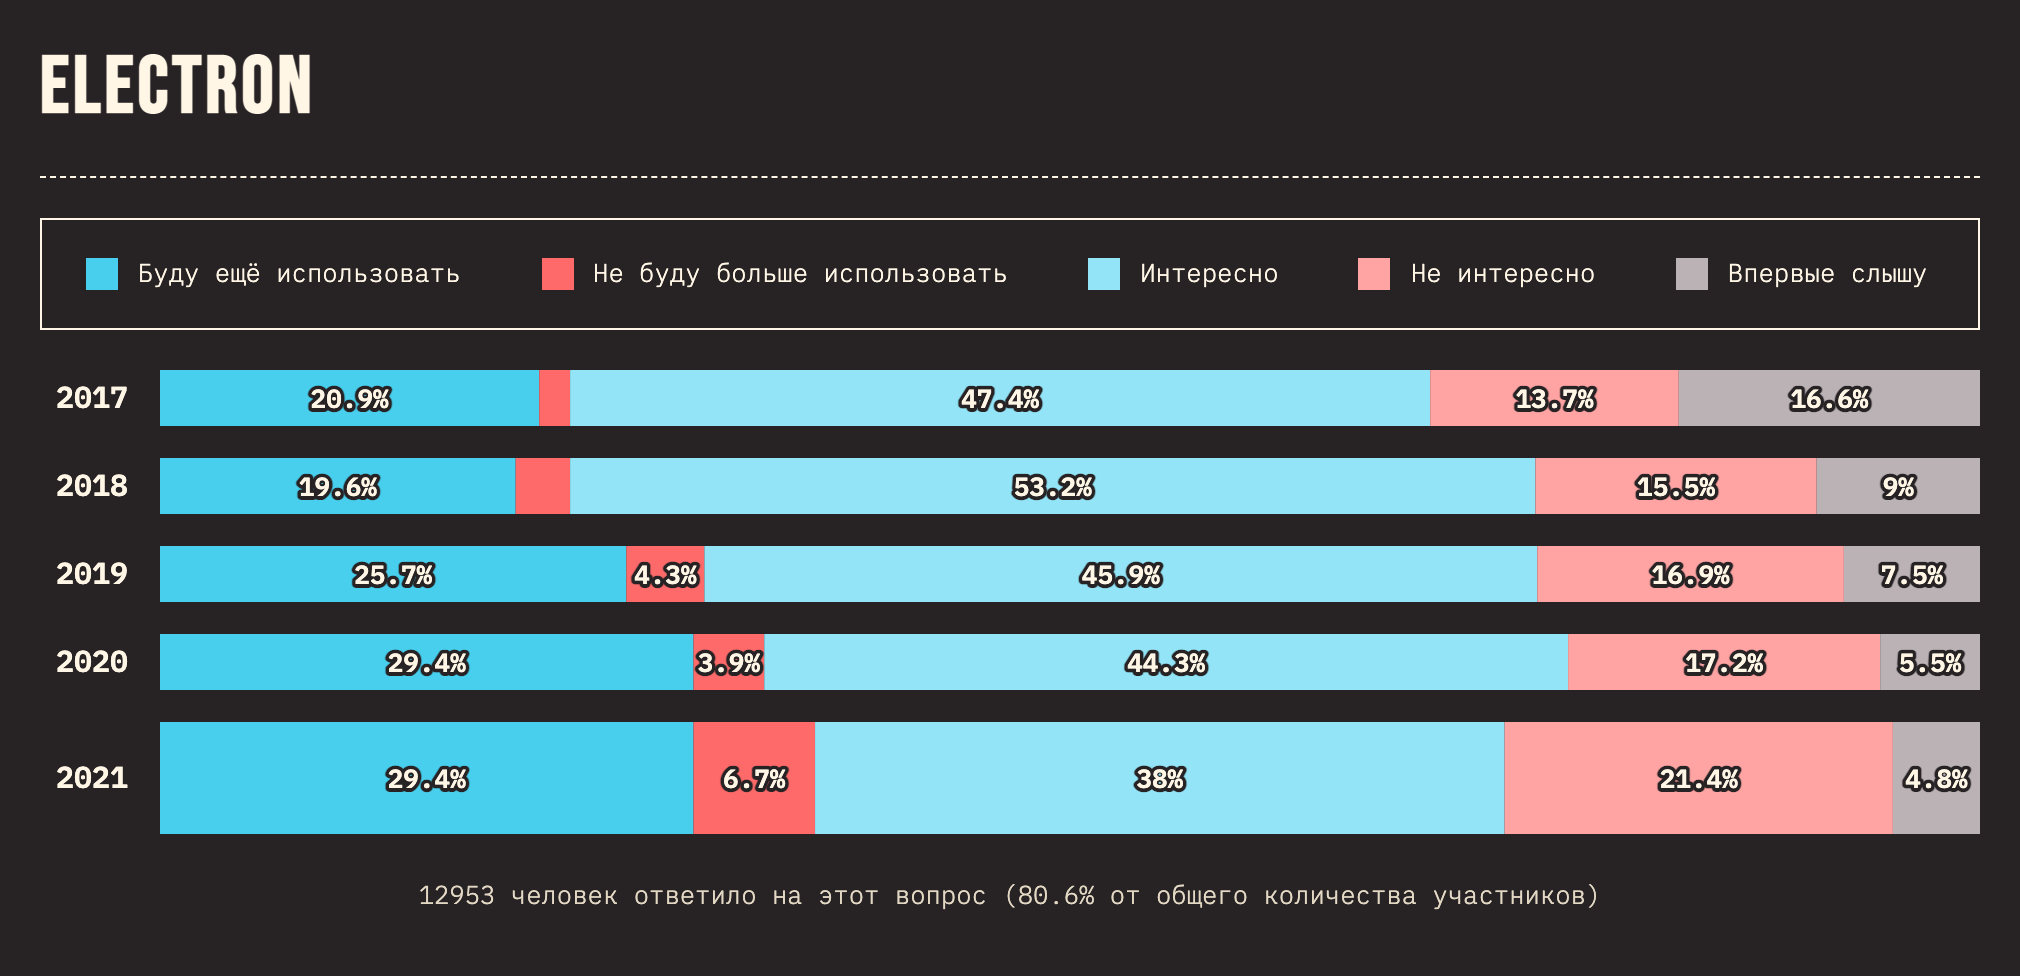 ELECTRON
Буду ещё использовать Не буду больше использовать Интересно Не интересно Впервые слышу
2017 20.9% 47.4% 13.7% 16.6%
2018 19.6% 53.2% 15.5% 9%
2019 25.7% 4.3% 45.9% 16.9% 7.5%
2020 29.4% 3.9% 44.3% 17.2% 5.5%
2021 29.4% 6.7% 38% 21.4% 4.8%
12953 человек ответило на этот вопрос (80.6% от общего количества участников)